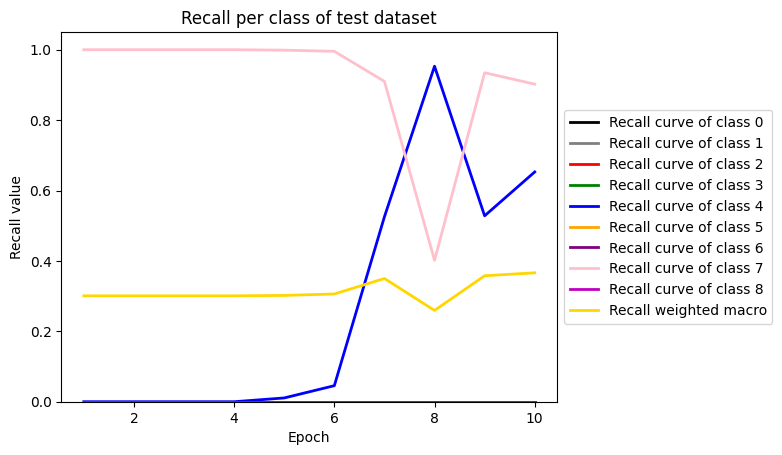 Recall per class of test dataset
1.0
0.8
0.6
0.4
0.2
0.0
Recall value
2 4 6 8 10
Epoch
Recall curve of class 0
Recall curve of class 1
Recall curve of class 2
Recall curve of class 3
Recall curve of class 4
Recall curve of class 5
Recall curve of class 6
Recall curve of class 7
Recall curve of class 8
Recall weighted macro